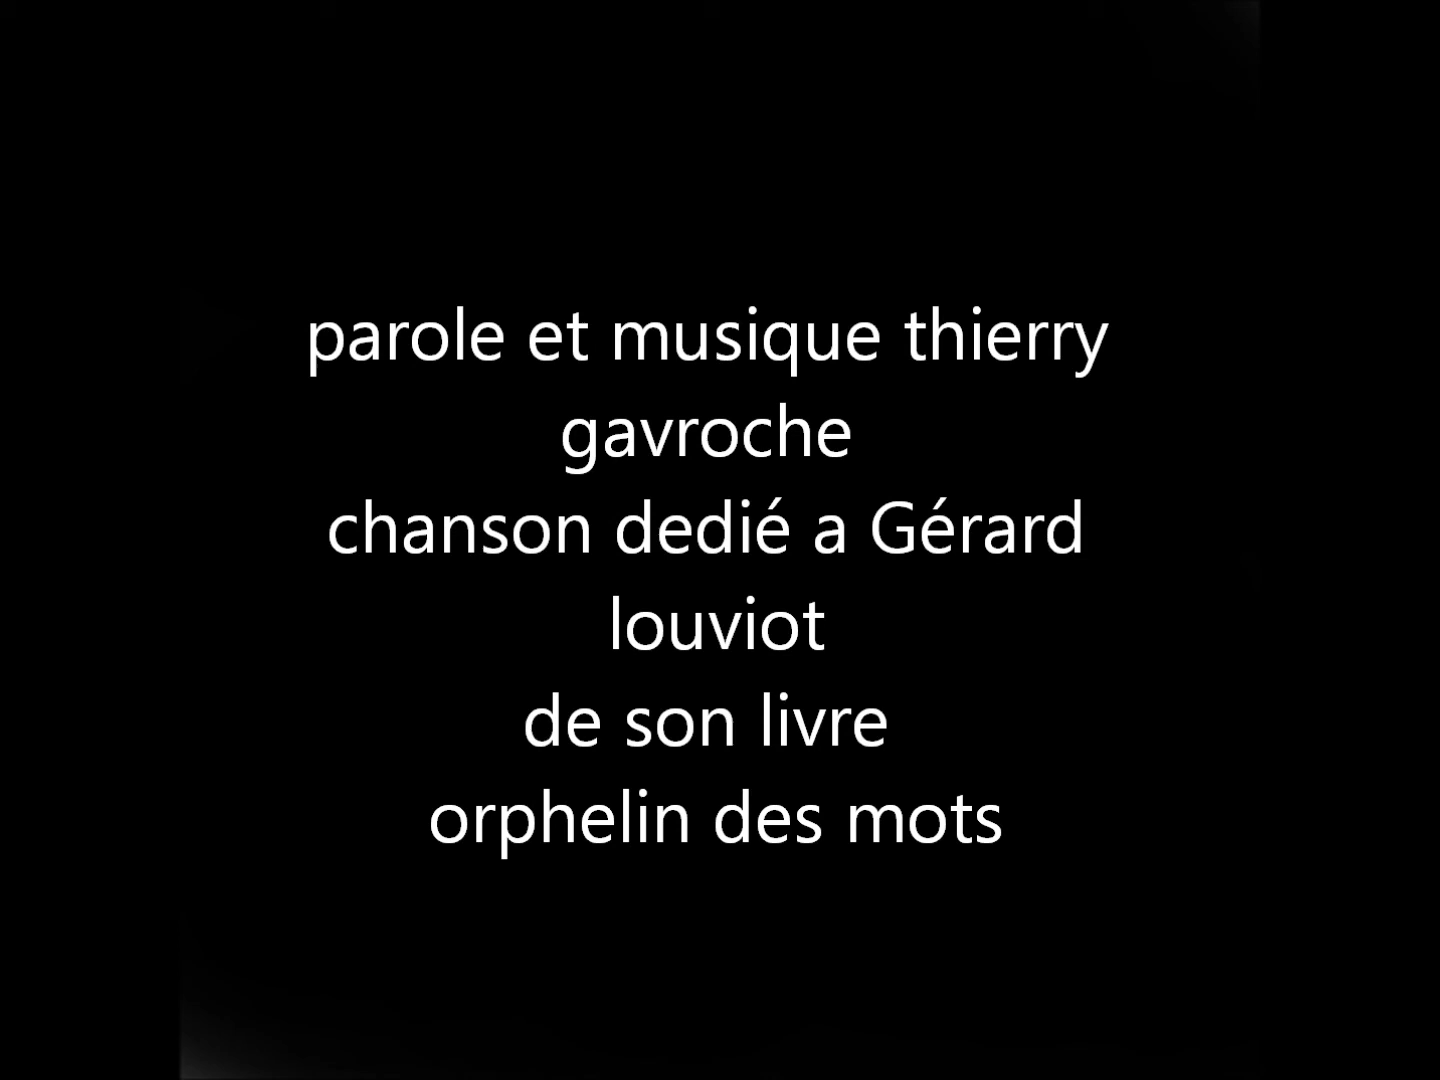 parole et musique thierry
gavroche
chanson dedié a Gérard
louviot
de son livre
orphelin des mots